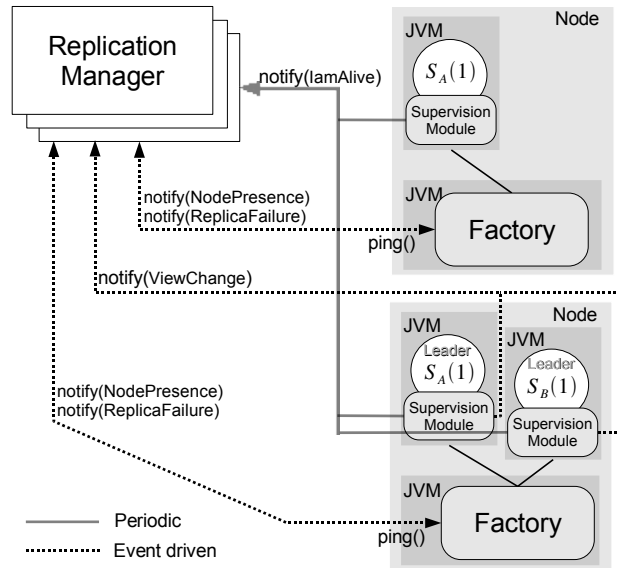 Node
Replication
Manager
JVM
S_A(1)
notify(IamAlive)
Supervision
Module
JVM
notify(NodePresence)
notify(ReplicaFailure)
Factory
ping()
notify(ViewChange)
Node
JVM
Leader
S_A(1)
Supervision
Module
JVM
Leader
S_B(1)
Supervision
Module
notify(NodePresence)
notify(ReplicaFailure)
JVM
Factory
ping()
Periodic
Event driven